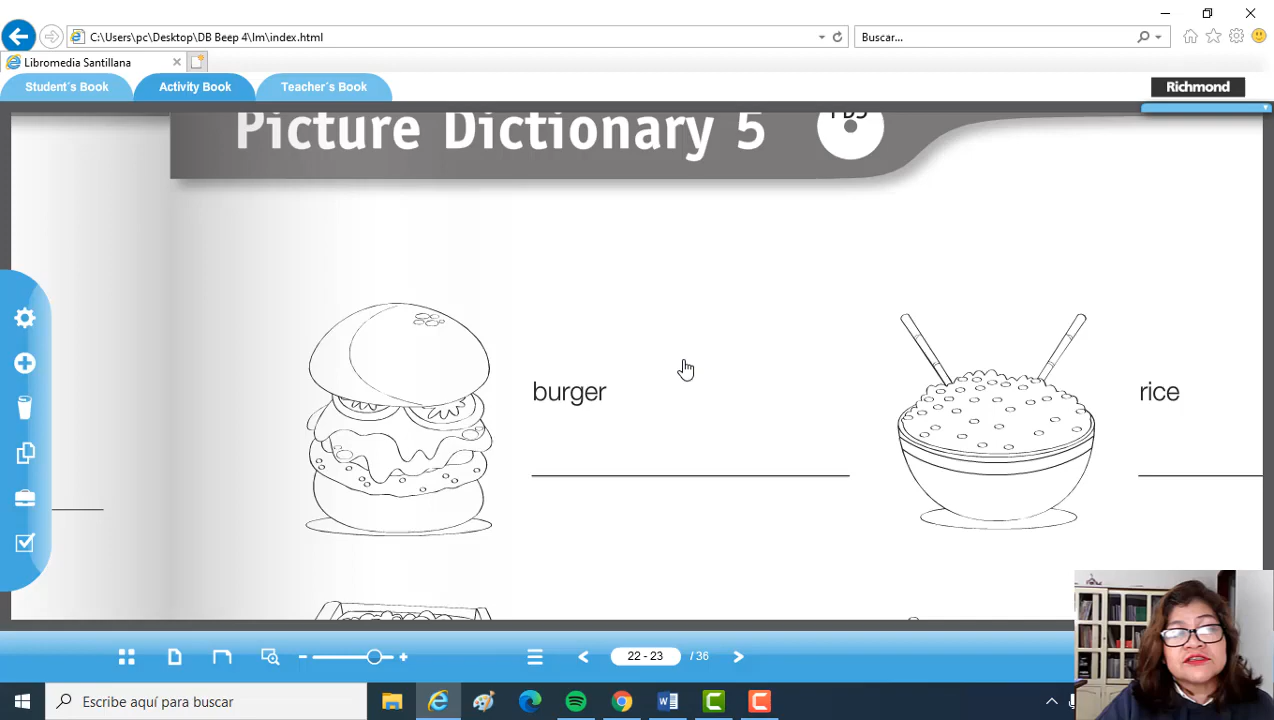 C:\Users\pc\Desktop\DB Beep 4\lm\index.html
Buscar...
Libromedia Santillana
Student´s Book
Activity Book
Teacher´s Book
Richmond
Picture Dictionary 5
burger
rice
22 - 23
/ 36
Escribe aquí para buscar